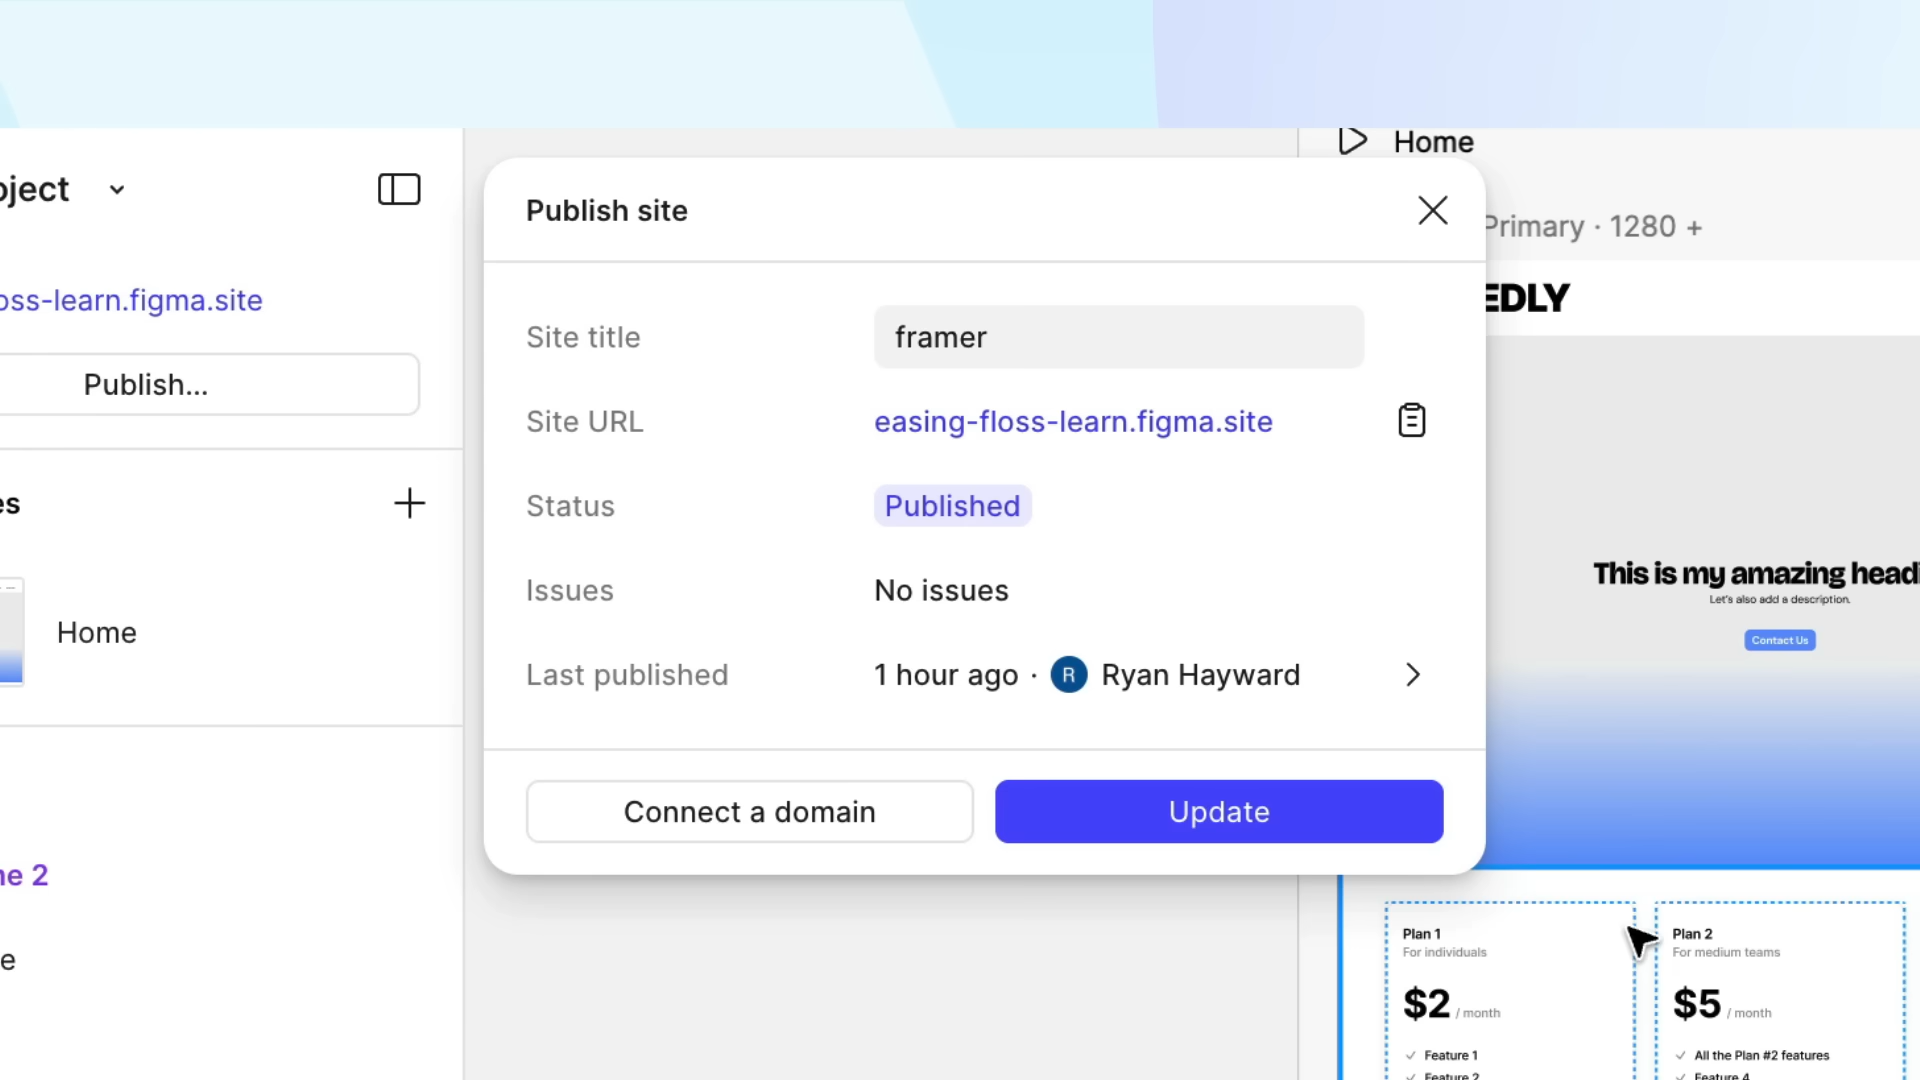 oject
oss-learn.figma.site
Publish...
es
Home
ne 2
e
Publish site
Site title
framer
Site URL
easing-floss-learn.figma.site
Status
Published
Issues
No issues
Last published
1 hour ago · R Ryan Hayward
Connect a domain
Update
Home
Primary · 1280 +
EDLY
This is my amazing headi
Let's also add a description.
Contact Us
Plan 1
For individuals
$2 / month
Feature 1
Feature 2
Plan 2
For medium teams
$5 / month
All the Plan #2 features
Feature 4